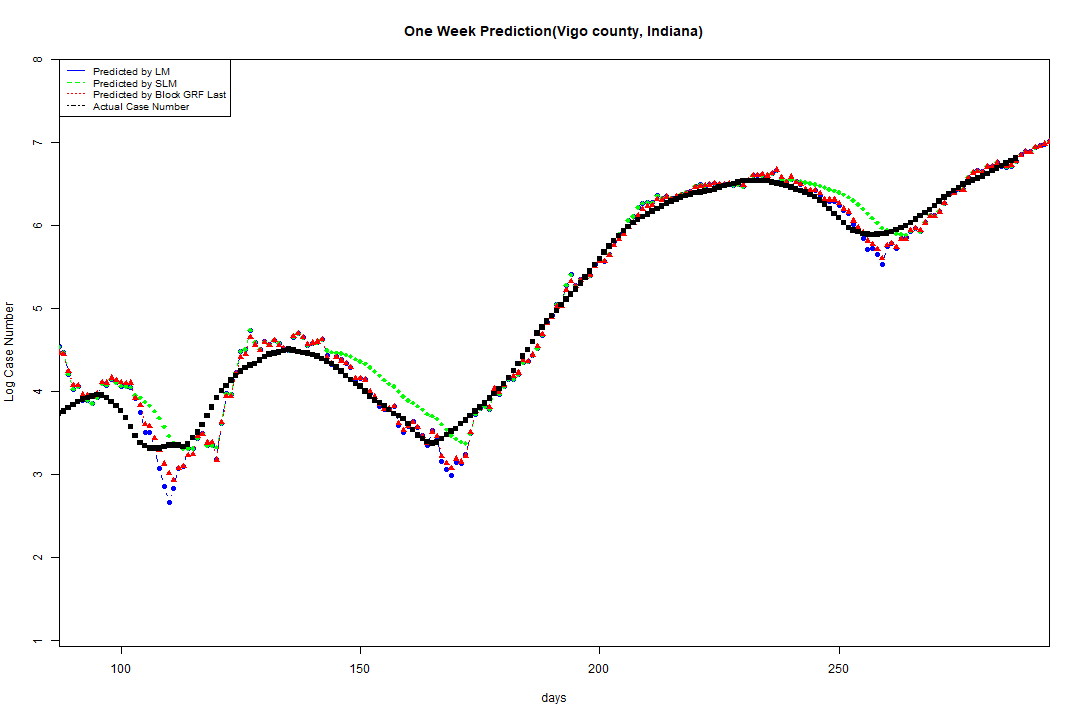 One Week Prediction(Vigo county, Indiana)
Predicted by LM
Predicted by SLM
Predicted by Block GRF Last
Actual Case Number
8
7
6
5
4
3
2
1
Log Case Number
100 150 200 250
days